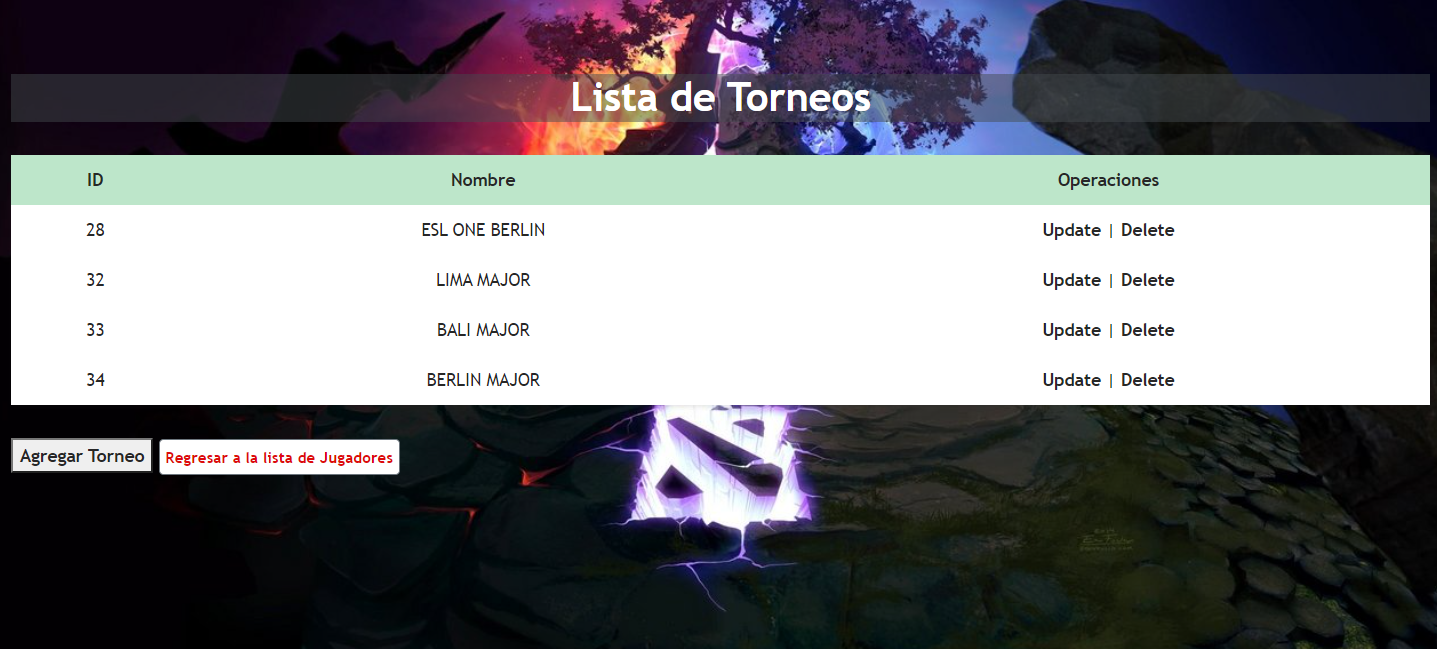 Lista de Torneos
ID Nombre Operaciones
28 ESL ONE BERLIN Update | Delete
32 LIMA MAJOR Update | Delete
33 BALI MAJOR Update | Delete
34 BERLIN MAJOR Update | Delete
Agregar Torneo Regresar a la lista de Jugadores